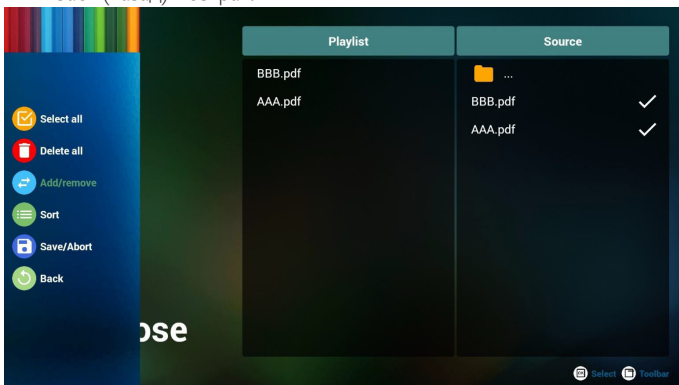 Playlist
Source
BBB.pdf
AAA.pdf
...
BBB.pdf
AAA.pdf
Select all
Delete all
Add/remove
Sort
Save/Abort
Back
ose
Select
Toolbar